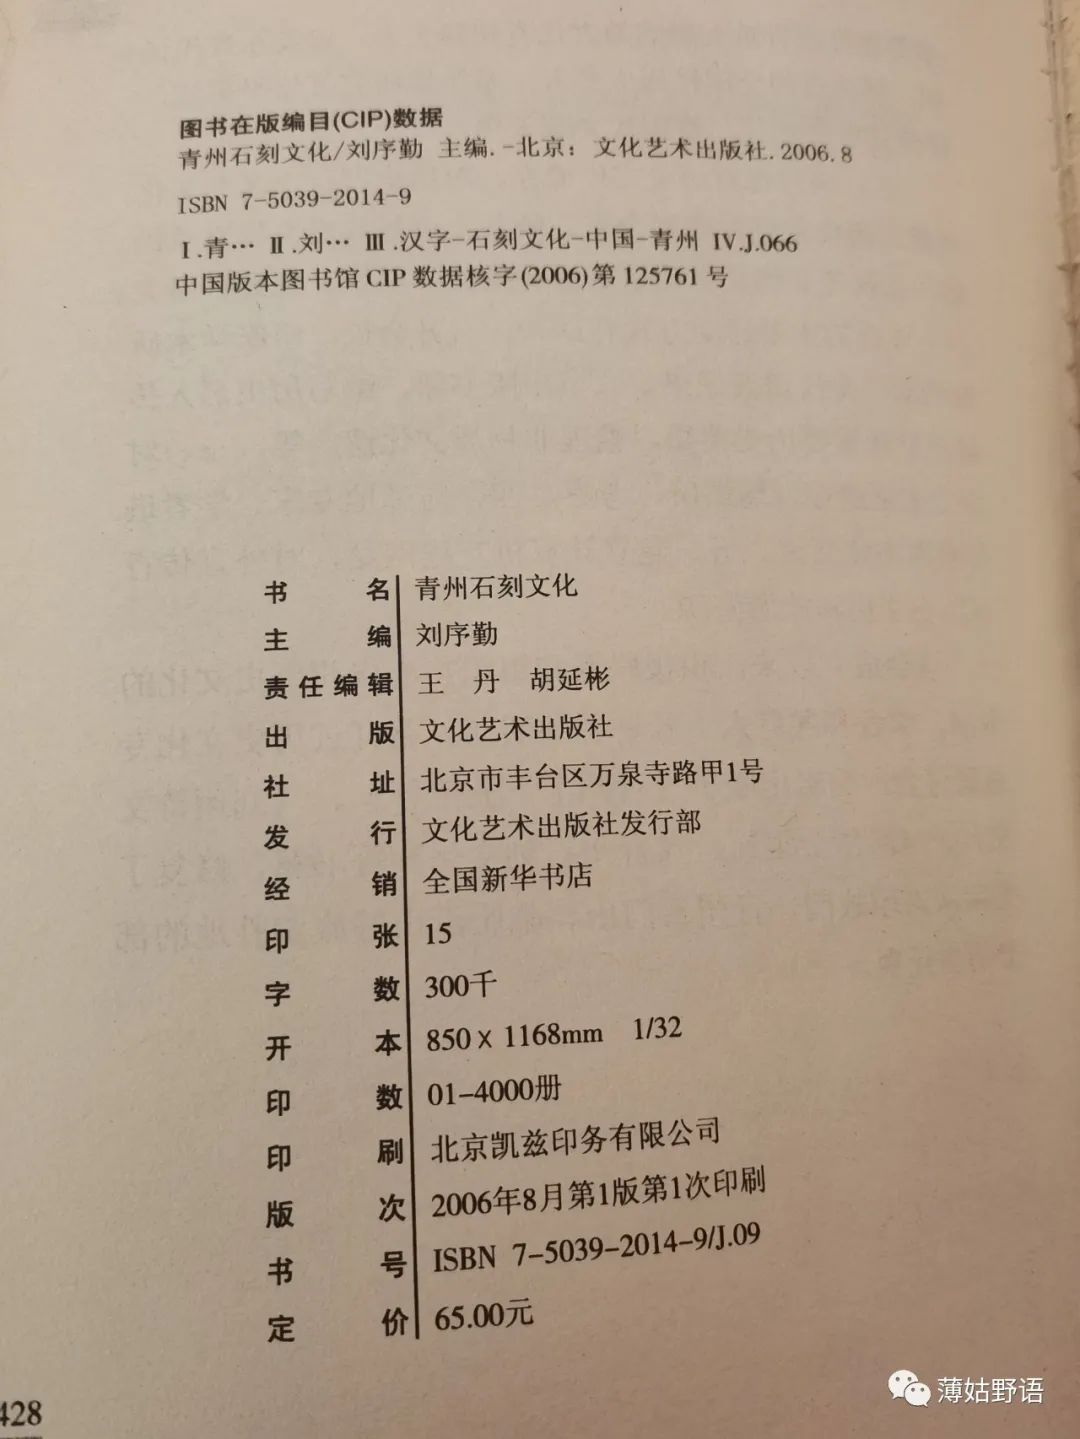 图书在版编目(CIP)数据
青州石刻文化/刘序勤 主编.-北京：文化艺术出版社.2006.8
ISBN 7-5039-2014-9
Ⅰ.青… Ⅱ.刘… Ⅲ.汉字-石刻文化-中国-青州 Ⅳ.J.066
中国版本图书馆CIP数据核字(2006)第125761号
书 名 青州石刻文化
主 编 刘序勤
责任编辑 王 丹 胡延彬
出 版 文化艺术出版社
社 址 北京市丰台区万泉寺路甲1号
发 行 文化艺术出版社发行部
经 销 全国新华书店
印 张 15
字 数 300千
开 本 850×1168mm 1/32
印 数 01-4000册
印 刷 北京凯兹印务有限公司
版 次 2006年8月第1版第1次印刷
书 号 ISBN 7-5039-2014-9/J.09
定 价 65.00元
428
薄姑野语